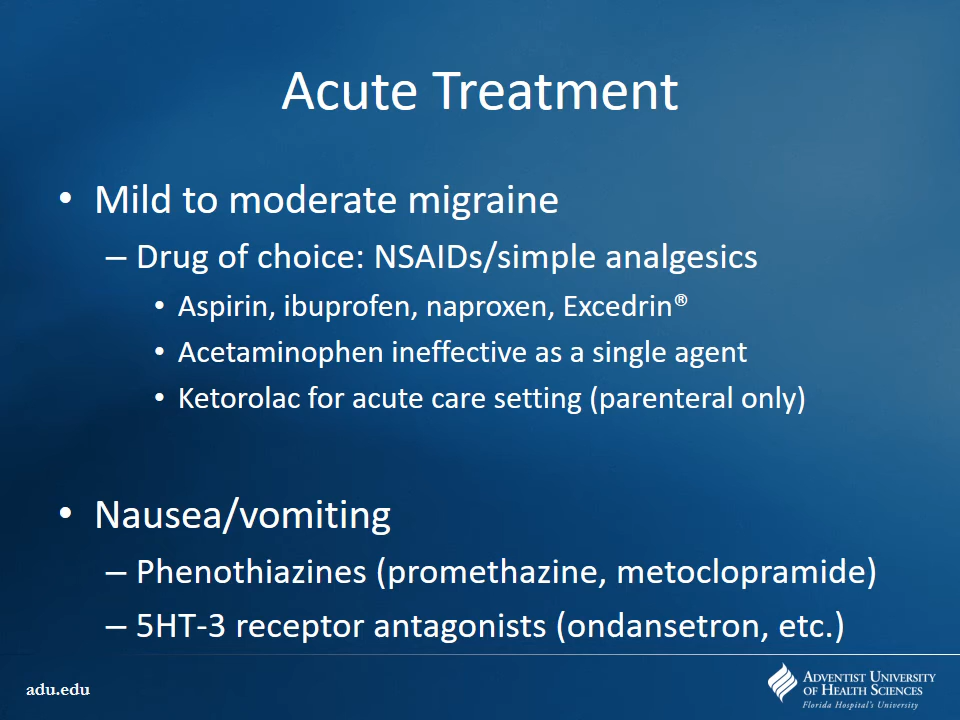 Acute Treatment
• Mild to moderate migraine
– Drug of choice: NSAIDs/simple analgesics
• Aspirin, ibuprofen, naproxen, Excedrin®
• Acetaminophen ineffective as a single agent
• Ketorolac for acute care setting (parenteral only)
• Nausea/vomiting
– Phenothiazines (promethazine, metoclopramide)
– 5HT-3 receptor antagonists (ondansetron, etc.)
adu.edu
ADVENTIST UNIVERSITY
OF HEALTH SCIENCES
Florida Hospital's University